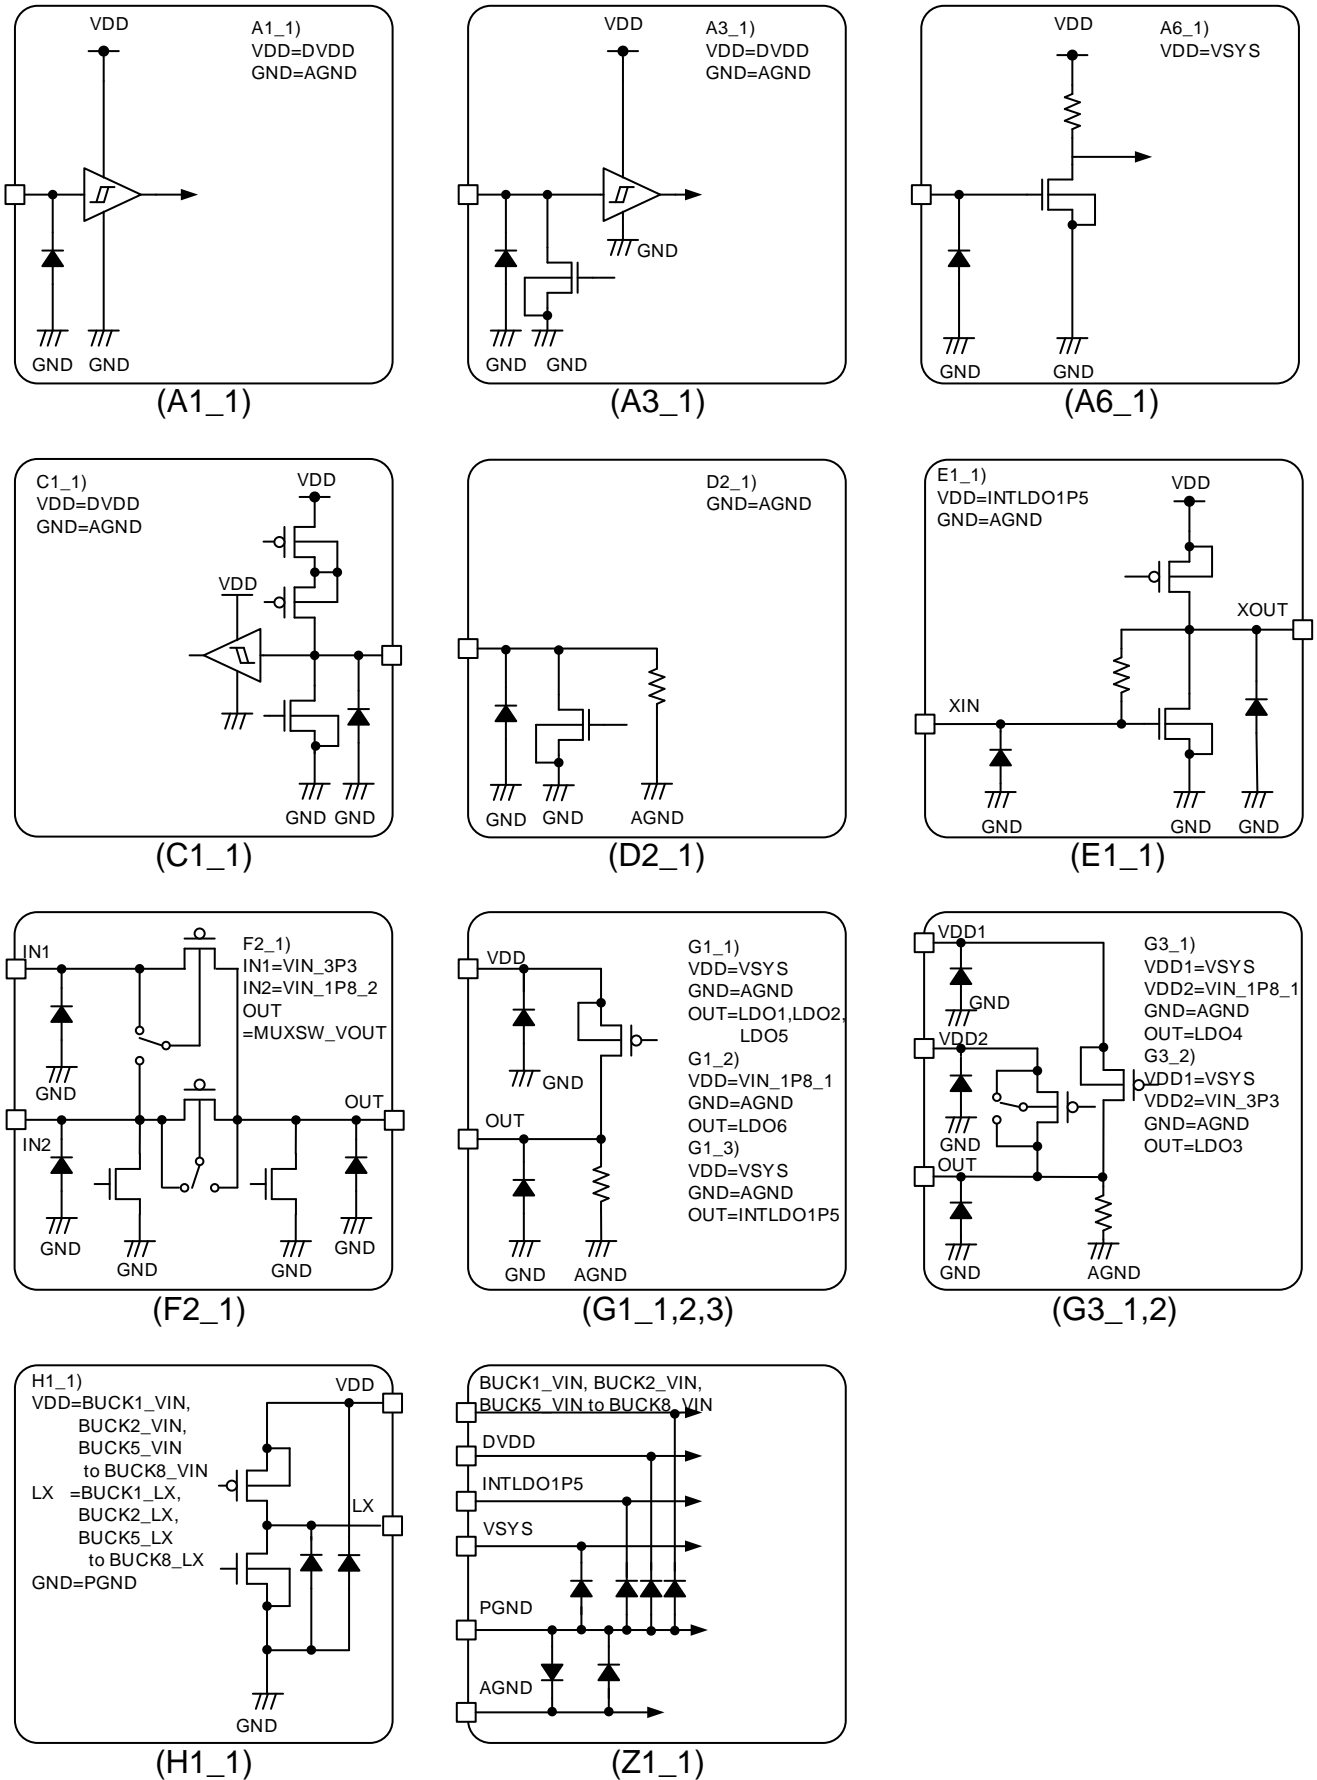 VDD
A1_1)
VDD=DVDD
GND=AGND
GND GND
(A1_1)
VDD
A3_1)
VDD=DVDD
GND=AGND
GND
GND GND
(A3_1)
VDD
A6_1)
VDD=VSYS
GND GND
(A6_1)
C1_1)
VDD=DVDD
GND=AGND
VDD
VDD
GND GND
(C1_1)
D2_1)
GND=AGND
GND GND AGND
(D2_1)
E1_1)
VDD=INTLDO1P5
GND=AGND
VDD
XOUT
XIN
GND GND GND
(E1_1)
IN1
F2_1)
IN1=VIN_3P3
IN2=VIN_1P8_2
OUT
=MUXSW_VOUT
GND
OUT
IN2
GND GND GND GND
(F2_1)
VDD
GND
OUT
GND AGND
G1_1)
VDD=VSYS
GND=AGND
OUT=LDO1,LDO2,
LDO5
G1_2)
VDD=VIN_1P8_1
GND=AGND
OUT=LDO6
G1_3)
VDD=VSYS
GND=AGND
OUT=INTLDO1P5
(G1_1,2,3)
VDD1
GND
VDD2
GND
OUT
GND AGND
G3_1)
VDD1=VSYS
VDD2=VIN_1P8_1
GND=AGND
OUT=LDO4
G3_2)
VDD1=VSYS
VDD2=VIN_3P3
GND=AGND
OUT=LDO3
(G3_1,2)
H1_1)
VDD=BUCK1_VIN,
BUCK2_VIN,
BUCK5_VIN
to BUCK8_VIN
LX =BUCK1_LX,
BUCK2_LX,
BUCK5_LX
to BUCK8_LX
GND=PGND
VDD
LX
GND
(H1_1)
BUCK1_VIN, BUCK2_VIN,
BUCK5_VIN to BUCK8_VIN
DVDD
INTLDO1P5
VSYS
PGND
AGND
(Z1_1)